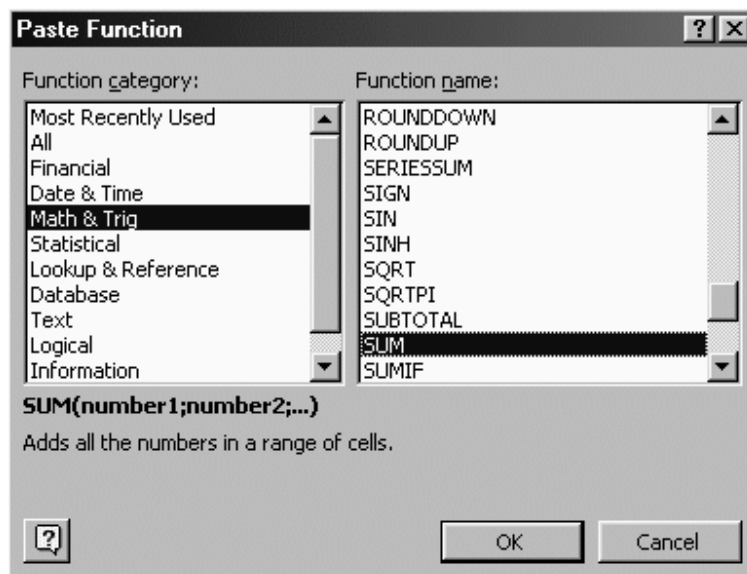 Paste Function
Function category:
Most Recently Used
All
Financial
Date & Time
Math & Trig
Statistical
Lookup & Reference
Database
Text
Logical
Information
Function name:
ROUNDDOWN
ROUNDUP
SERIESSUM
SIGN
SIN
SINH
SQRT
SQRTPI
SUBTOTAL
SUM
SUMIF
SUM(number1;number2;...)
Adds all the numbers in a range of cells.
OK
Cancel